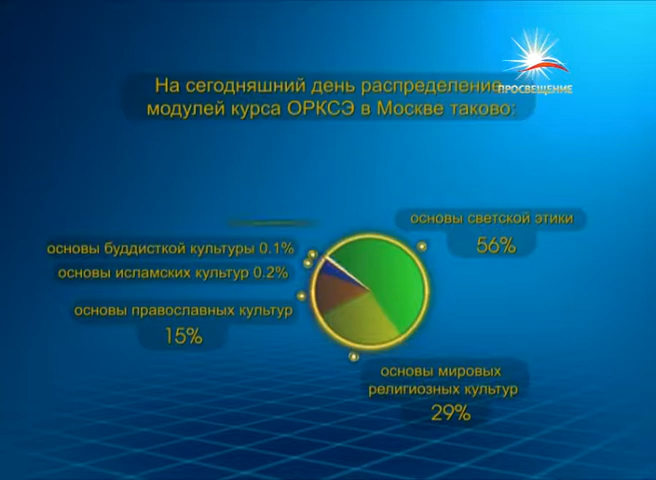 ПРОСВЕЩЕНИЕ
На сегодняшний день распределение
модулей курса ОРКСЭ в Москве таково:
основы светской этики
56%
основы буддисткой культуры 0.1%
основы исламских культур 0.2%
основы православных культур
15%
основы мировых
религиозных культур
29%